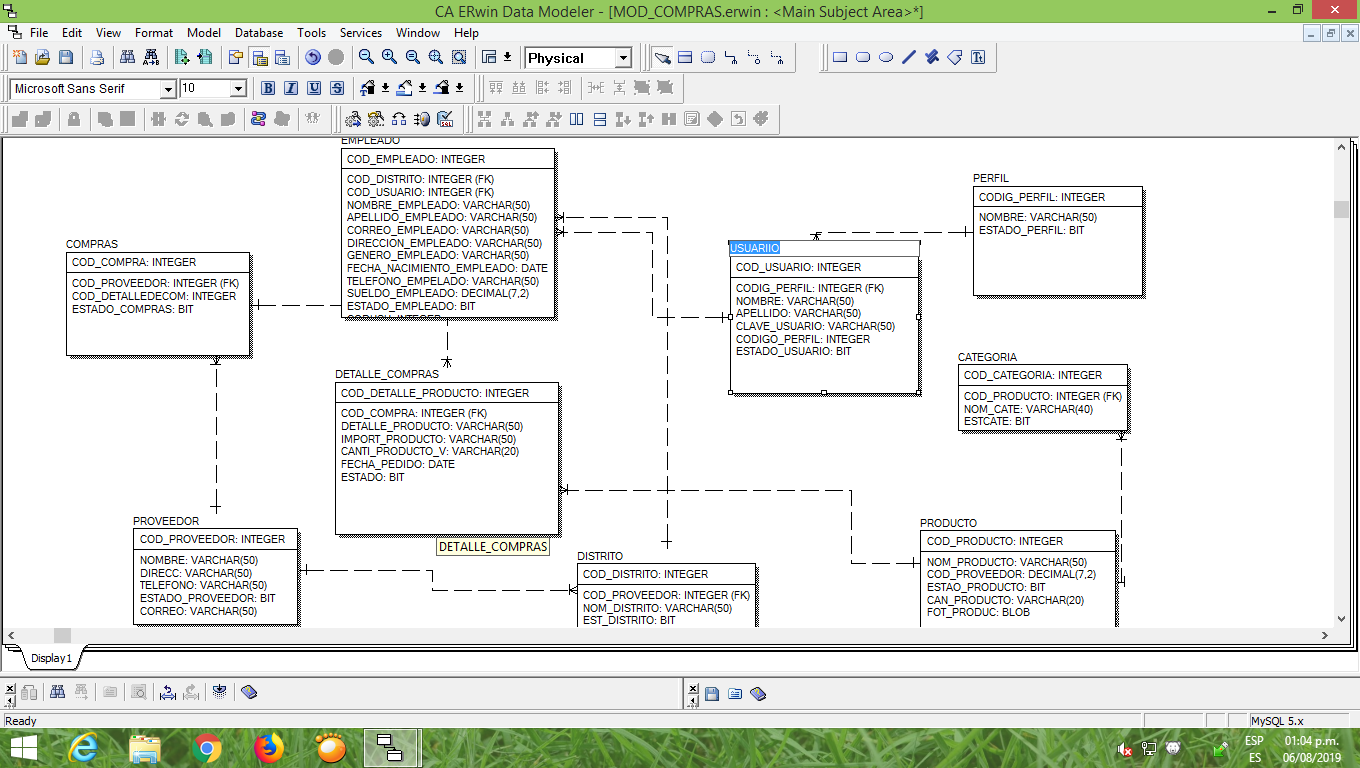 CA ERwin Data Modeler - [MOD_COMPRAS.erwin : <Main Subject Area>*]
File Edit View Format Model Database Tools Services Window Help
Physical
Microsoft Sans Serif 10
EMPLEADO
COD_EMPLEADO: INTEGER
COD_DISTRITO: INTEGER (FK)
COD_USUARIO: INTEGER (FK)
NOMBRE_EMPLEADO: VARCHAR(50)
APELLIDO_EMPLEADO: VARCHAR(50)
CORREO_EMPLEADO: VARCHAR(50)
DIRECCION_EMPLEADO: VARCHAR(50)
GENERO_EMPLEADO: VARCHAR(50)
FECHA_NACIMIENTO_EMPLEADO: DATE
TELEFONO_EMPELADO: VARCHAR(50)
SUELDO_EMPLEADO: DECIMAL(7,2)
ESTADO_EMPLEADO: BIT
PERFIL
CODIG_PERFIL: INTEGER
NOMBRE: VARCHAR(50)
ESTADO_PERFIL: BIT
COMPRAS
COD_COMPRA: INTEGER
COD_PROVEEDOR: INTEGER (FK)
COD_DETALLEDECOM: INTEGER
ESTADO_COMPRAS: BIT
USUARIIO
COD_USUARIO: INTEGER
CODIG_PERFIL: INTEGER (FK)
NOMBRE: VARCHAR(50)
APELLIDO: VARCHAR(50)
CLAVE_USUARIO: VARCHAR(50)
CODIGO_PERFIL: INTEGER
ESTADO_USUARIO: BIT
CATEGORIA
COD_CATEGORIA: INTEGER
COD_PRODUCTO: INTEGER (FK)
NOM_CATE: VARCHAR(40)
ESTCATE: BIT
DETALLE_COMPRAS
COD_DETALLE_PRODUCTO: INTEGER
COD_COMPRA: INTEGER (FK)
DETALLE_PRODUCTO: VARCHAR(50)
IMPORT_PRODUCTO: VARCHAR(50)
CANTI_PRODUCTO_V: VARCHAR(20)
FECHA_PEDIDO: DATE
ESTADO: BIT
DETALLE_COMPRAS
PROVEEDOR
COD_PROVEEDOR: INTEGER
NOMBRE: VARCHAR(50)
DIRECC: VARCHAR(50)
TELEFONO: VARCHAR(50)
ESTADO_PROVEEDOR: BIT
CORREO: VARCHAR(50)
DISTRITO
COD_DISTRITO: INTEGER
COD_PROVEEDOR: INTEGER (FK)
NOM_DISTRITO: VARCHAR(50)
EST_DISTRITO: BIT
PRODUCTO
COD_PRODUCTO: INTEGER
NOM_PRODUCTO: VARCHAR(50)
COD_PROVEEDOR: DECIMAL(7,2)
ESTAO_PRODUCTO: BIT
CAN_PRODUCTO: VARCHAR(20)
FOT_PRODUC: BLOB
Display1
Ready
MySQL 5.x
ESP
ES
01:04 p.m.
06/08/2019